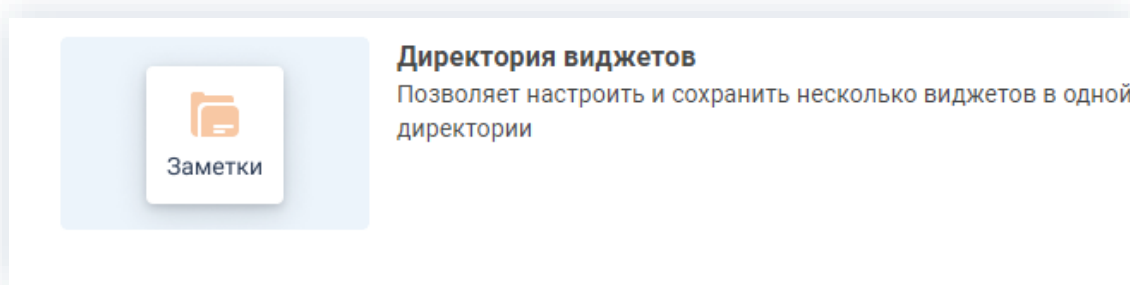 Директория виджетов
Позволяет настроить и сохранить несколько виджетов в одной
директории
Заметки